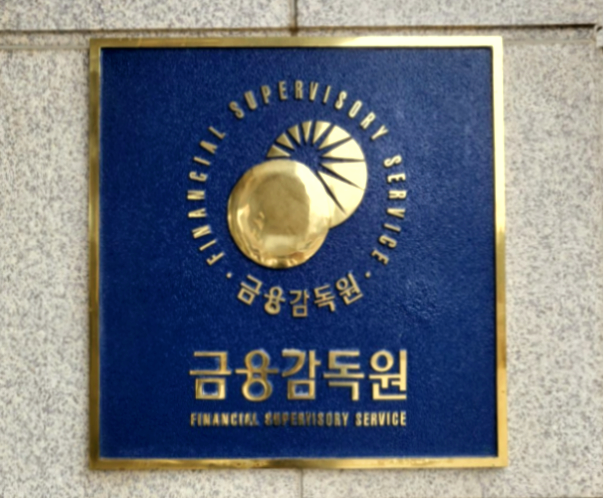 FINANCIAL SUPERVISORY SERVICE
· 금융감독원 ·
금융감독원
FINANCIAL SUPERVISORY SERVICE